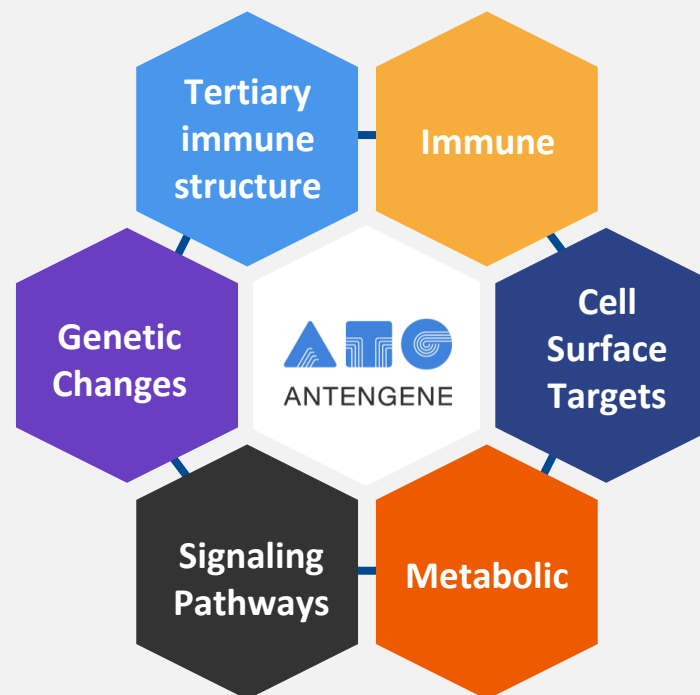 Tertiary
immune
structure
Immune
Genetic
Changes
ATG
ANTENGENE
Cell
Surface
Targets
Signaling
Pathways
Metabolic